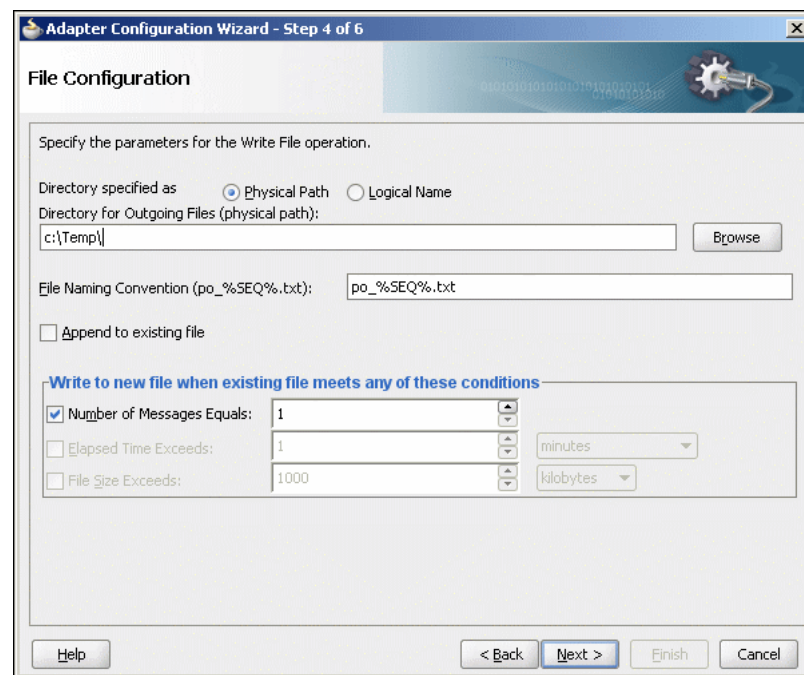 Adapter Configuration Wizard - Step 4 of 6
File Configuration
Specify the parameters for the Write File operation.
Directory specified as Physical Path Logical Name
Directory for Outgoing Files (physical path):
c:\Temp\ Browse
File Naming Convention (po_%SEQ%.txt): po_%SEQ%.txt
Append to existing file
Write to new file when existing file meets any of these conditions
Number of Messages Equals: 1
Elapsed Time Exceeds: 1 minutes
File Size Exceeds: 1000 kilobytes
Help < Back Next > Finish Cancel